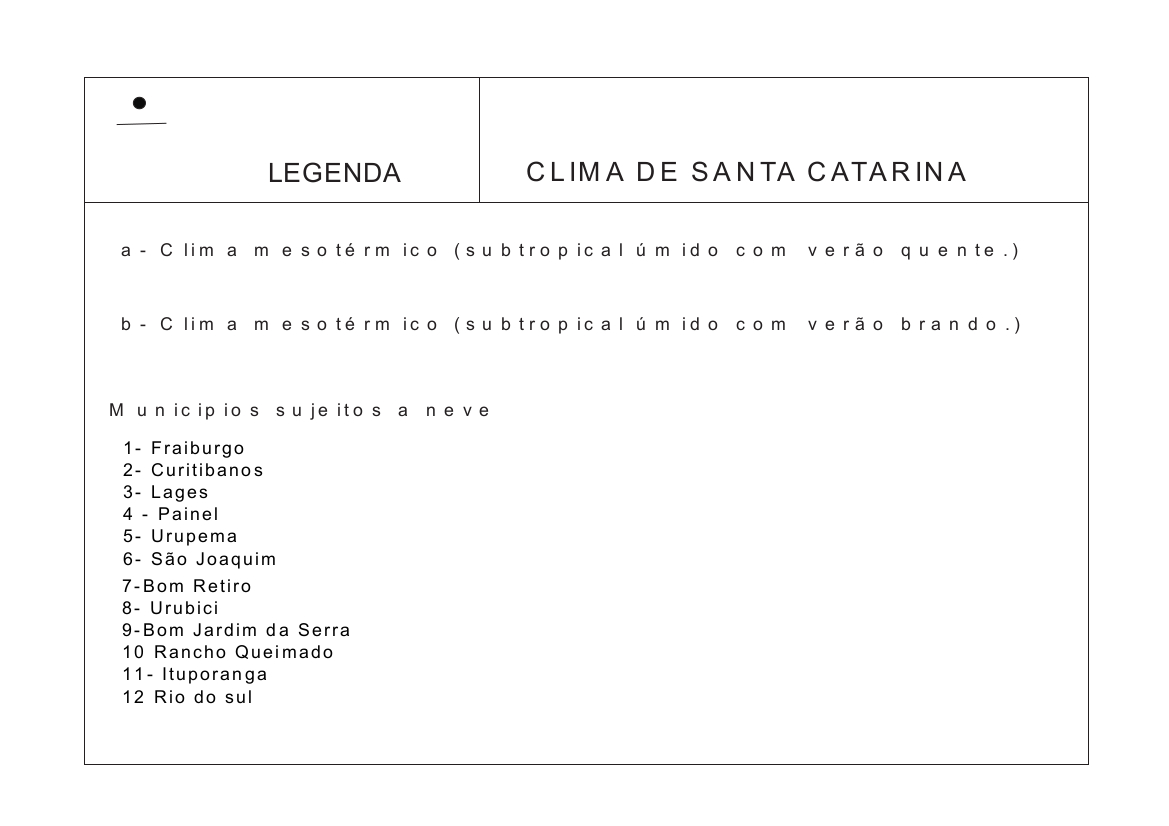 LEGENDA
CLIMA DE SANTA CATARINA
a- Clima mesotérmico (subtropical úmido com verão quente.)
b- Clima mesotérmico (subtropical úmido com verão brando.)
Municipios sujeitos a neve
1- Fraiburgo
2- Curitibanos
3- Lages
4 - Painel
5- Urupema
6- São Joaquim
7-Bom Retiro
8- Urubici
9-Bom Jardim da Serra
10 Rancho Queimado
11- Ituporanga
12 Rio do sul